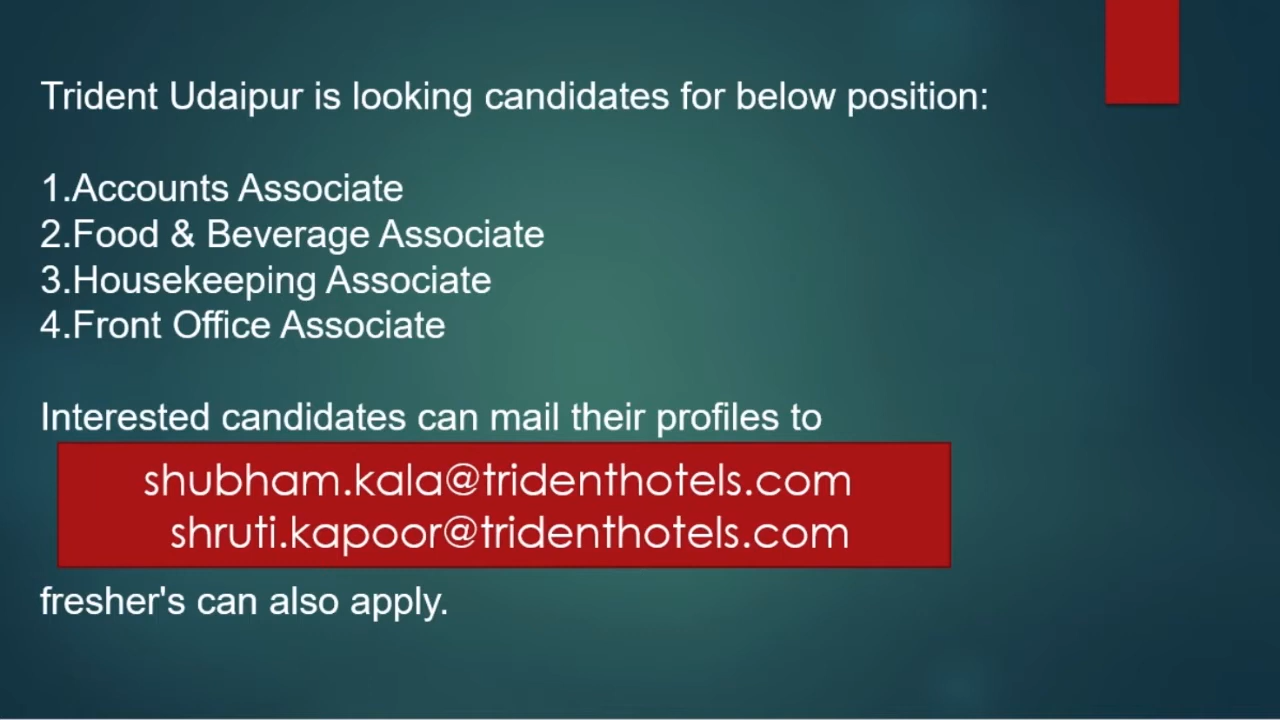 Trident Udaipur is looking candidates for below position:
1.Accounts Associate
2.Food & Beverage Associate
3.Housekeeping Associate
4.Front Office Associate
Interested candidates can mail their profiles to
shubham.kala@tridenthotels.com
shruti.kapoor@tridenthotels.com
fresher's can also apply.